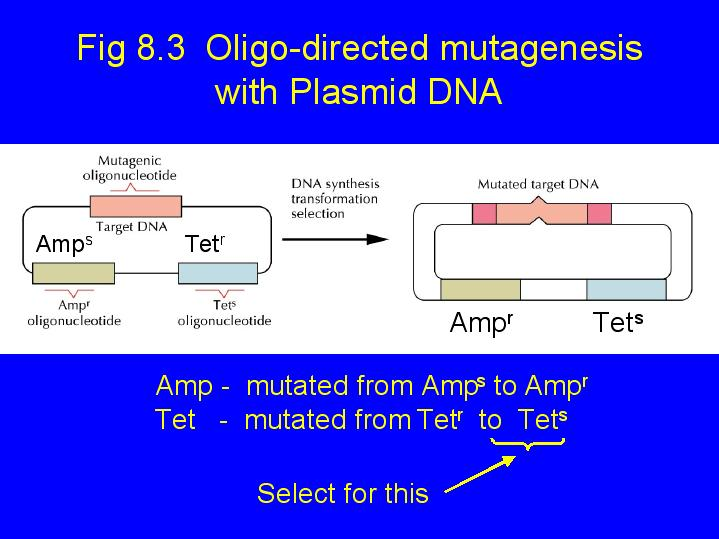 Fig 8.3 Oligo-directed mutagenesis
with Plasmid DNA
Mutagenic
oligonucleotide
Target DNA
Ampˢ Tetʳ
Ampʳ
oligonucleotide
Tetˢ
oligonucleotide
DNA synthesis
transformation
selection
Mutated target DNA
Ampʳ Tetˢ
Amp - mutated from Ampˢ to Ampʳ
Tet - mutated from Tetʳ to Tetˢ
Select for this